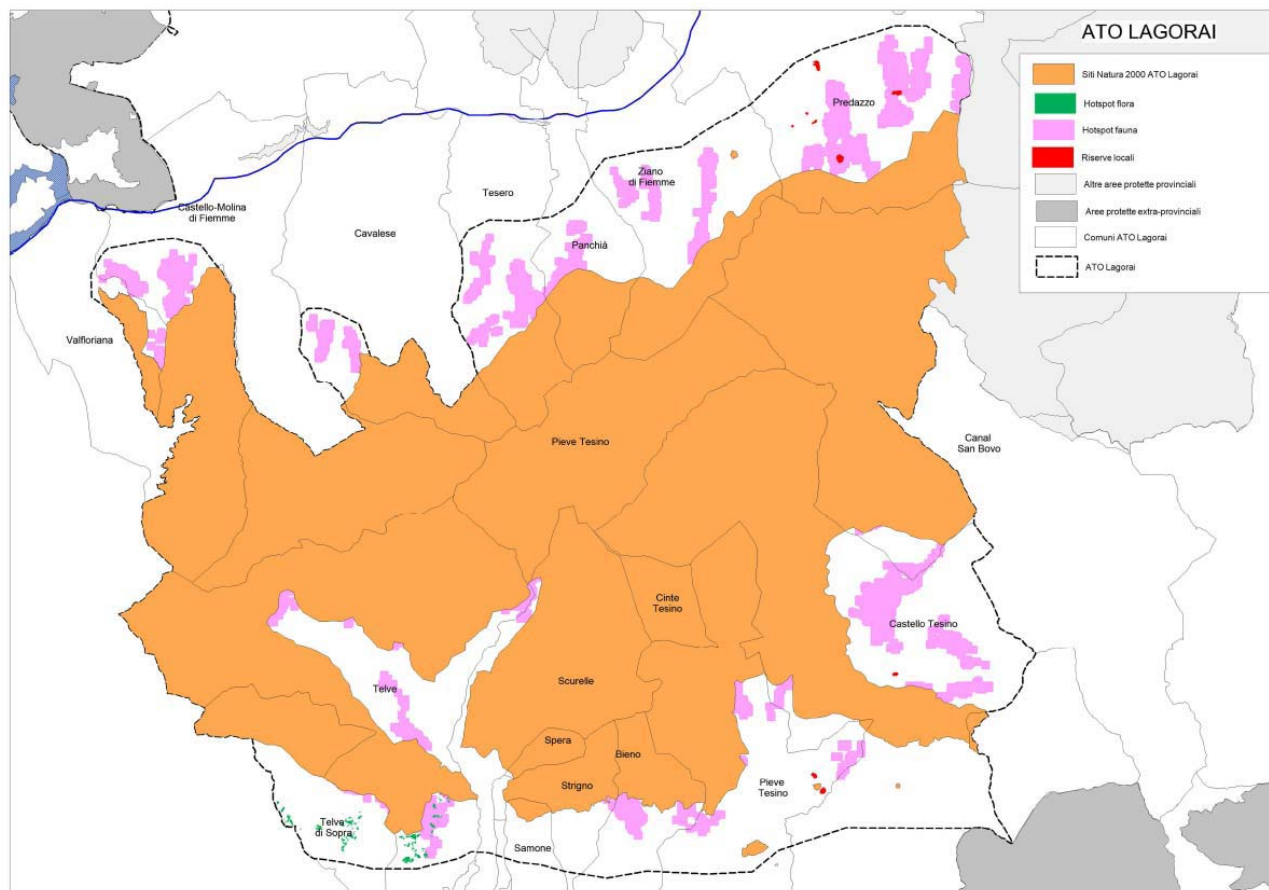 ATO LAGORAI
Siti Natura 2000 ATO Lagorai
Hotspot flora
Hotspot fauna
Riserve locali
Altre aree protette provinciali
Aree protette extra-provinciali
Comuni ATO Lagorai
ATO Lagorai
Predazzo
Ziano
di Fiemme
Tesero
Castello-Molina
di Fiemme
Cavalese
Panchià
Valfloriana
Pieve Tesino
Canal
San Bovo
Cinte
Tesino
Castello Tesino
Telve
Scurelle
Spera
Bieno
Strigno
Pieve
Tesino
Telve
di Sopra
Samone